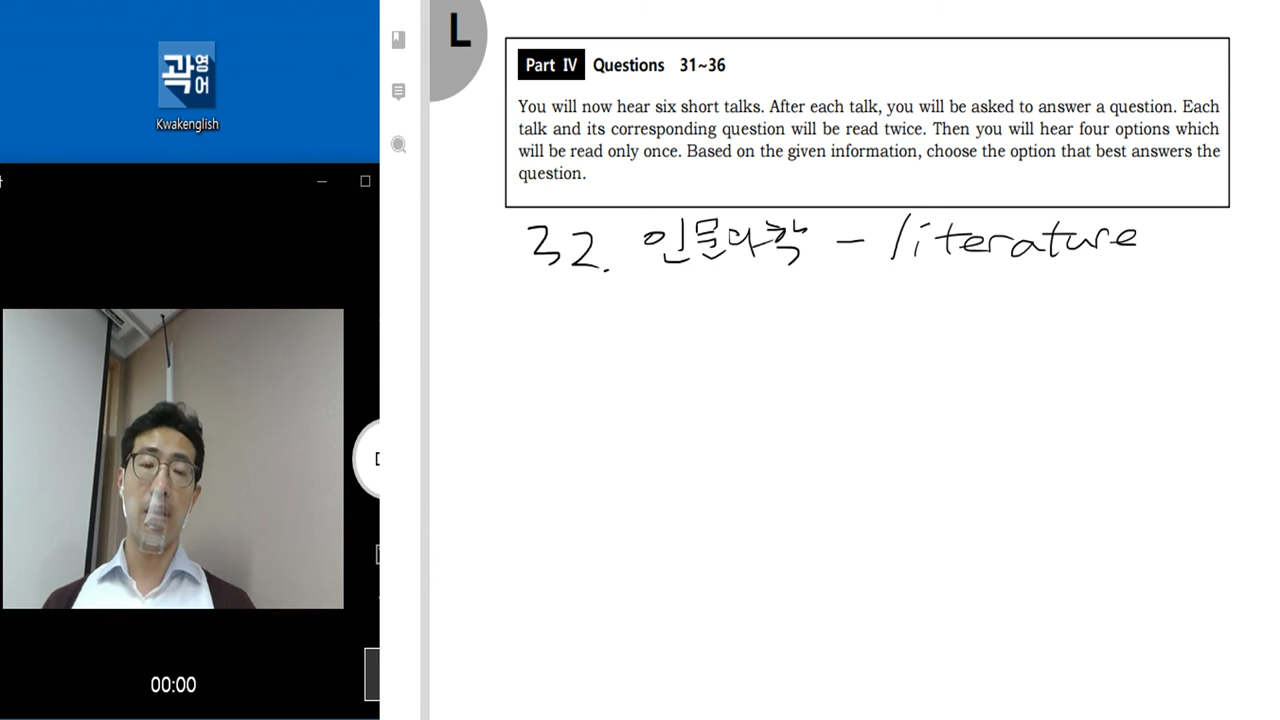 곽영어
Kwakenglish
00:00
L
Part IV Questions 31~36
You will now hear six short talks. After each talk, you will be asked to answer a question. Each
talk and its corresponding question will be read twice. Then you will hear four options which
will be read only once. Based on the given information, choose the option that best answers the
question.
32. 인문과학 – literature